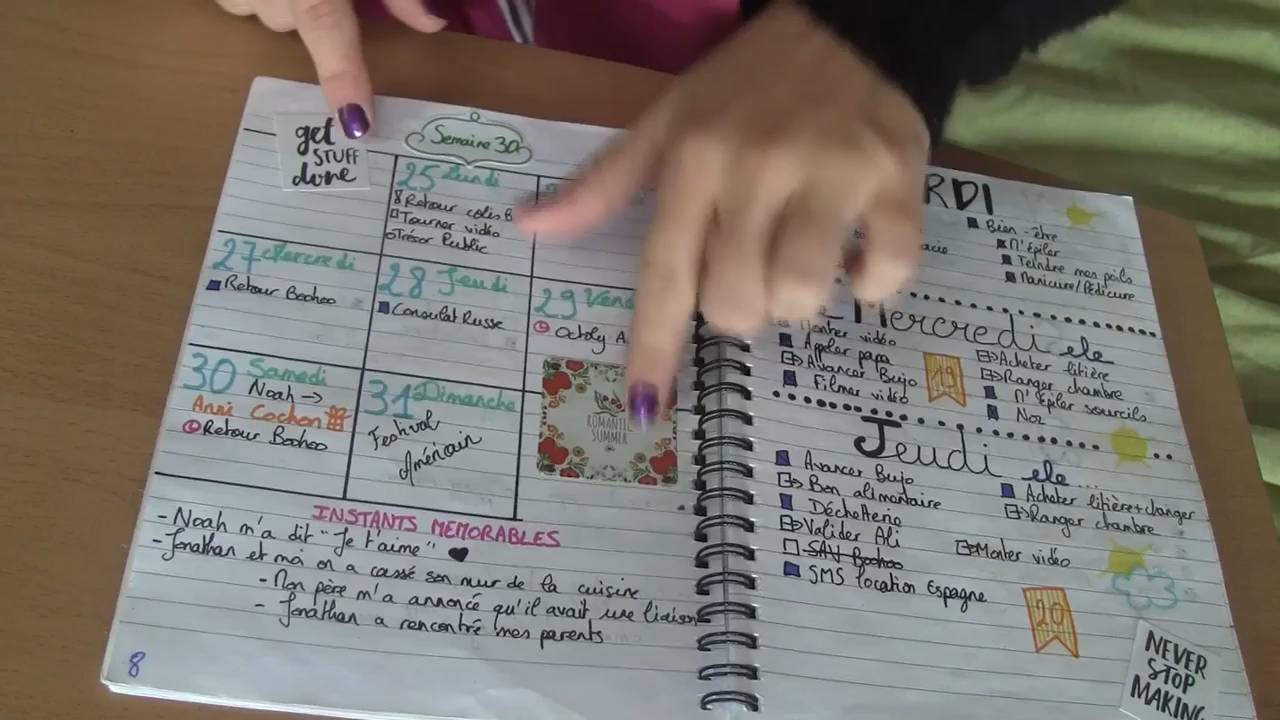 get
STUFF
done
Semaine 30
25 Lundi
Retour colis B
Tourner vidéo
Trésor Public
27 Mercredi
Retour Boohoo
28 Jeudi
Consulat Russe
29 Vend
Octoly A
30 Samedi
Noah →
Anni Cochon
Retour Boohoo
31 Dimanche
Festival
Américain
ROMANTIC
SUMMER
INSTANTS MEMORABLES
- Noah m'a dit "Je t'aime" ♥
- Jonathan et moi on a cassé son mur de la cuisine
- Mon père m'a annoncé qu'il avait une liaison
- Jonathan a rencontré mes parents
8
RDI
acie
Bien-être
M'Épiler
Teindre mes poils
Manicure/Pédicure
Mercredi
Monter vidéo
Appeler papa
Avancer Bujo
Filmer vidéo
19
Acheter litière
Ranger chambre
M'Épiler sourcils
Noz
Jeudi
Avancer Bujo
Bon alimentaire
Déchetterie
Valider Ali
SAV Boohoo
SMS location Espagne
Acheter litière+changer
Ranger chambre
Monter vidéo
20
NEVER
STOP
MAKING